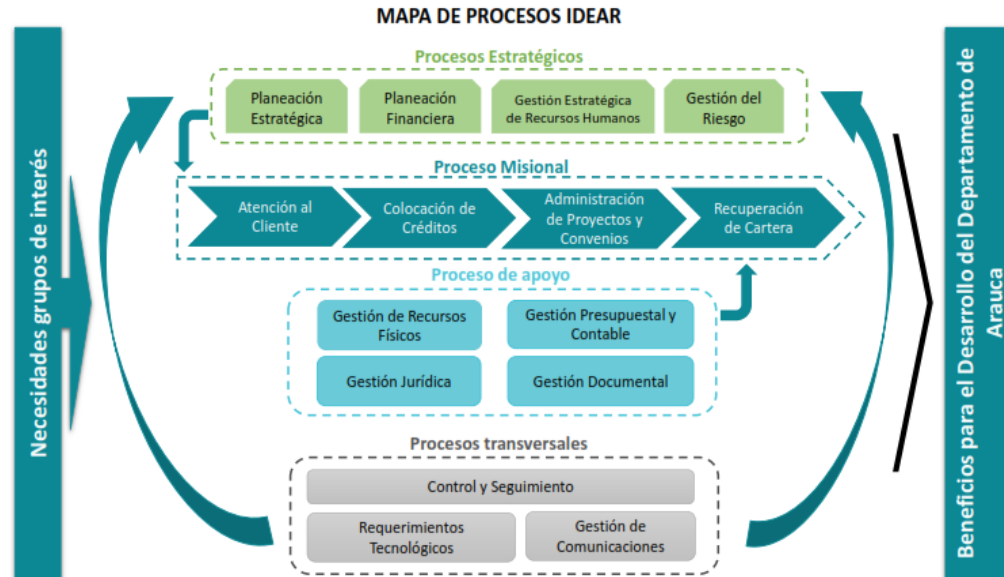 MAPA DE PROCESOS IDEAR
Necesidades grupos de interés
Procesos Estratégicos
Planeación
Estratégica
Planeación
Financiera
Gestión Estratégica
de Recursos Humanos
Gestión del
Riesgo
Proceso Misional
Atención al
Cliente
Colocación de
Créditos
Administración
de Proyectos y
Convenios
Recuperación
de Cartera
Proceso de apoyo
Gestión de Recursos
Físicos
Gestión Presupuestal y
Contable
Gestión Jurídica
Gestión Documental
Procesos transversales
Control y Seguimiento
Requerimientos
Tecnológicos
Gestión de
Comunicaciones
Beneficios para el Desarrollo del Departamento de
Arauca